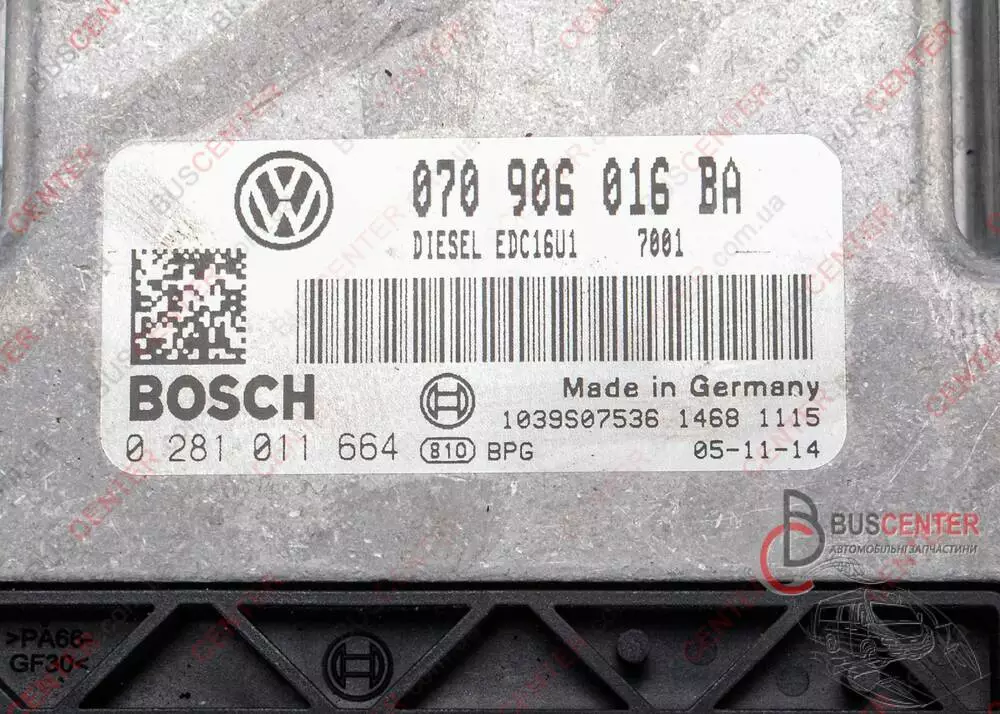 070 906 016 BA
DIESEL EDC16U1 7001
BOSCH
Made in Germany
1039S07536 1468 1115
0 281 011 664 810 BPG 05-11-14
BUSCENTER
АВТОМОБІЛЬНІ ЗАПЧАСТИНИ
>PA66-
GF30<